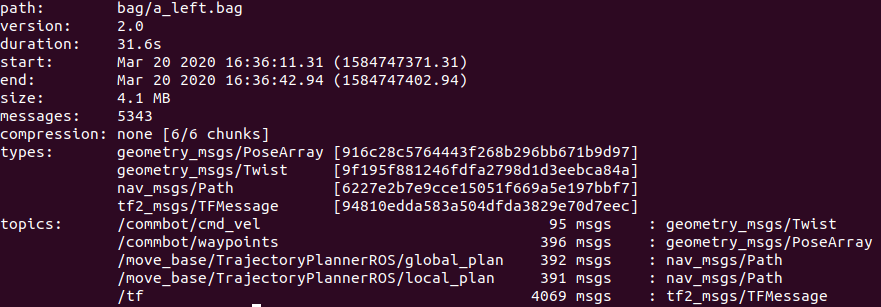 path:        bag/a_left.bag
version:     2.0
duration:    31.6s
start:       Mar 20 2020 16:36:11.31 (1584747371.31)
end:         Mar 20 2020 16:36:42.94 (1584747402.94)
size:        4.1 MB
messages:    5343
compression: none [6/6 chunks]
types:       geometry_msgs/PoseArray [916c28c5764443f268b296bb671b9d97]
             geometry_msgs/Twist     [9f195f881246fdfa2798d1d3eebca84a]
             nav_msgs/Path           [6227e2b7e9cce15051f669a5e197bbf7]
             tf2_msgs/TFMessage      [94810edda583a504dfda3829e70d7eec]
topics:      /commbot/cmd_vel                              95 msgs    : geometry_msgs/Twist
             /commbot/waypoints                           396 msgs    : geometry_msgs/PoseArray
             /move_base/TrajectoryPlannerROS/global_plan   392 msgs    : nav_msgs/Path
             /move_base/TrajectoryPlannerROS/local_plan    391 msgs    : nav_msgs/Path
             /tf                                         4069 msgs    : tf2_msgs/TFMessage